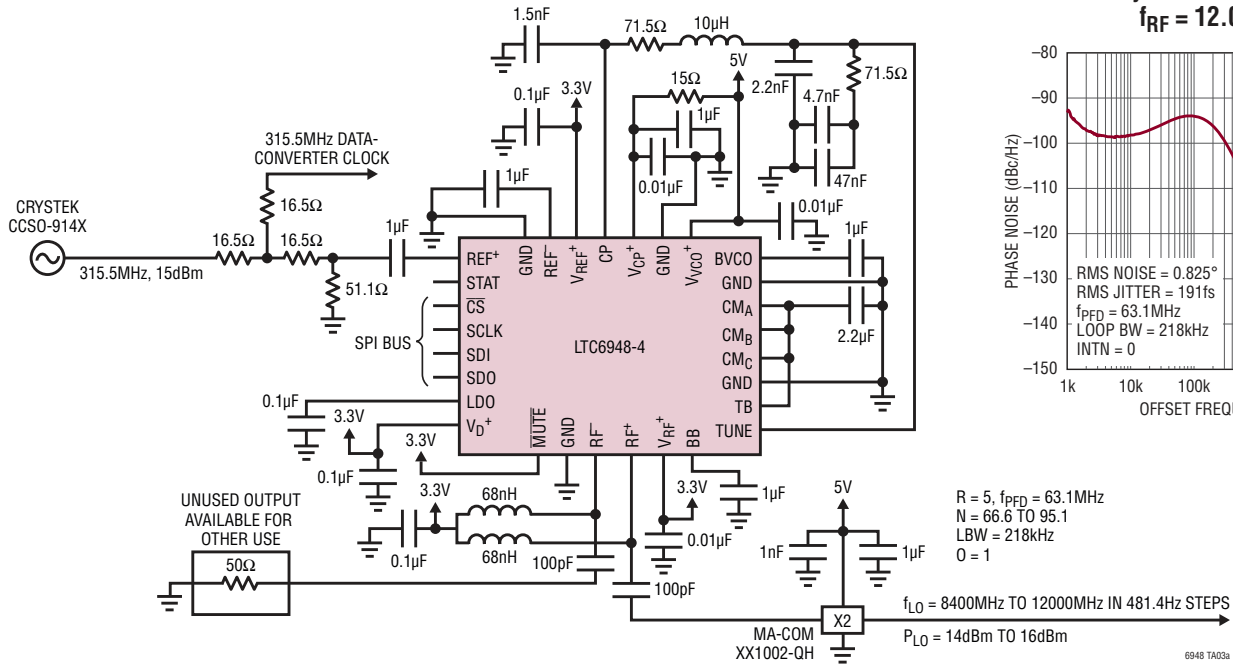 fRF = 12.0
1.5nF
71.5Ω
10µH
5V
71.5Ω
2.2nF
4.7nF
47nF
15Ω
1µF
0.01µF
0.01µF
3.3V
0.1µF
315.5MHz DATA-
CONVERTER CLOCK
1µF
16.5Ω
CRYSTEK
CCSO-914X
16.5Ω
16.5Ω
1µF
315.5MHz, 15dBm
51.1Ω
REF+
GND
REF–
VREF+
CP
VCP+
GND
VVCO+
BVCO
1µF
STAT
GND
CS
CMA
SPI BUS
SCLK
LTC6948-4
CMB
2.2µF
SDI
CMC
SDO
GND
LDO
TB
VD+
MUTE
GND
RF–
RF+
VRF+
BB
TUNE
0.1µF
3.3V
0.1µF
3.3V
3.3V
68nH
68nH
0.1µF
3.3V
0.01µF
1µF
UNUSED OUTPUT
AVAILABLE FOR
OTHER USE
50Ω
100pF
100pF
5V
1nF
1µF
X2
MA-COM
XX1002-QH
R = 5, fPFD = 63.1MHz
N = 66.6 TO 95.1
LBW = 218kHz
O = 1
fLO = 8400MHz TO 12000MHz IN 481.4Hz STEPS
PLO = 14dBm TO 16dBm
6948 TA03a
PHASE NOISE (dBc/Hz)
–80
–90
–100
–110
–120
–130
–140
–150
RMS NOISE = 0.825°
RMS JITTER = 191fs
fPFD = 63.1MHz
LOOP BW = 218kHz
INTN = 0
1k
10k
100k